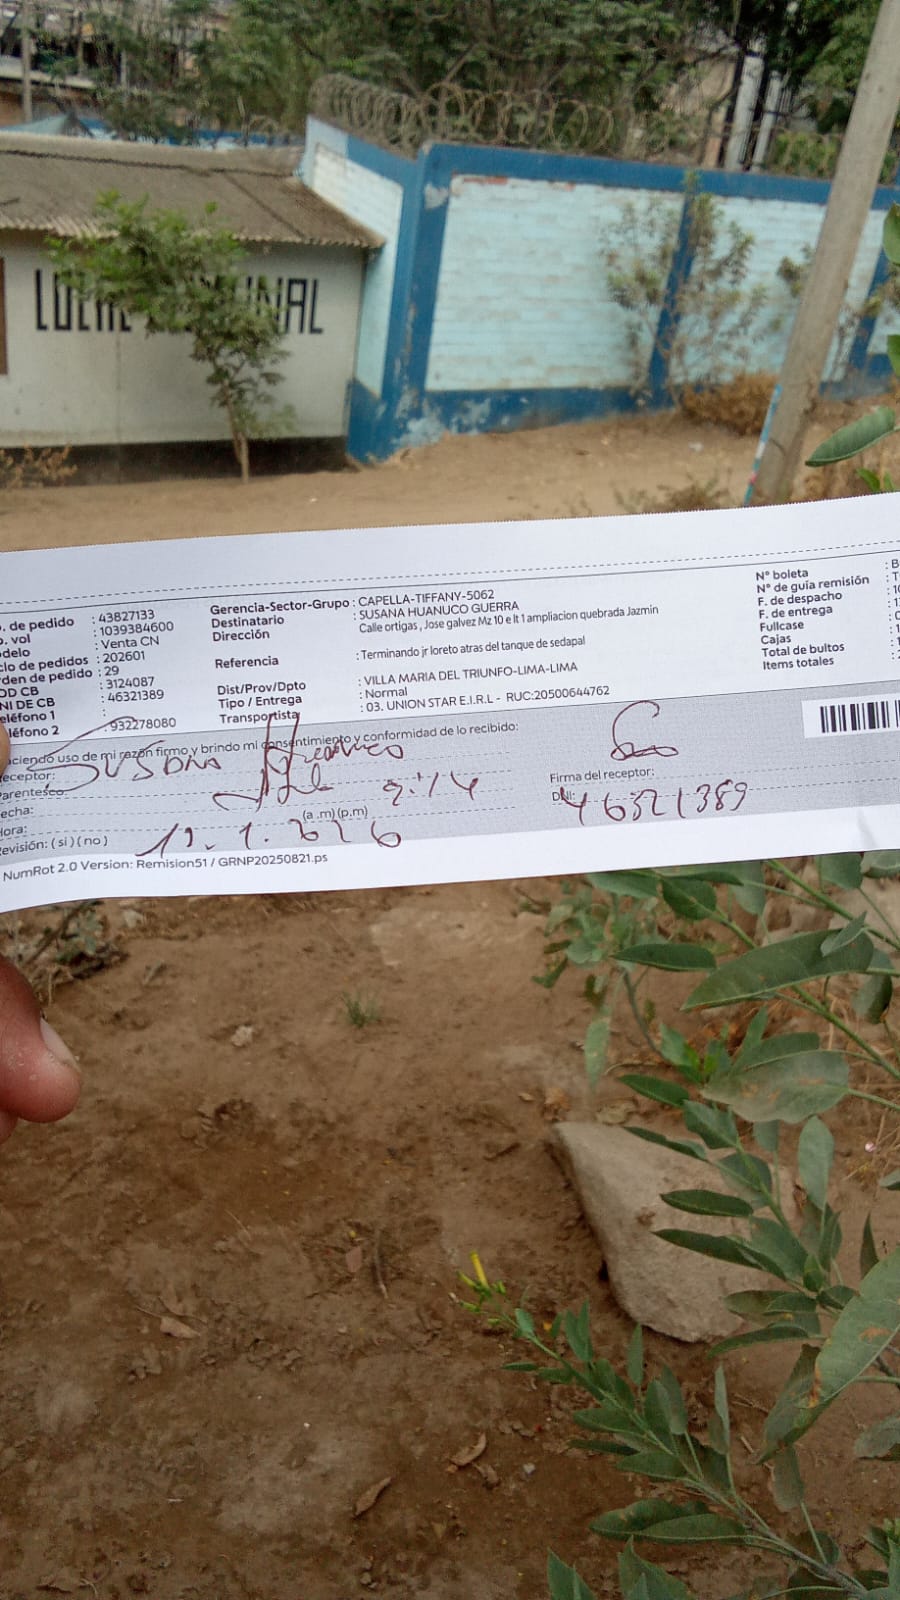 LOCAL COMUNAL
. de pedido : 43827133
. vol : 1039384600
delo : Venta CN
clo de pedidos : 202601
rden de pedido : 29
OD CB : 3124087
NI DE CB : 46321389
eléfono 1 :
léfono 2 : 932278080
Gerencia-Sector-Grupo : CAPELLA-TIFFANY-5062
Destinatario : SUSANA HUANUCO GUERRA
Dirección : Calle ortigas , Jose galvez Mz 10 e lt 1 ampliacion quebrada Jazmin
Referencia : Terminando jr loreto atras del tanque de sedapal
Dist/Prov/Dpto : VILLA MARIA DEL TRIUNFO-LIMA-LIMA
Tipo / Entrega : Normal
Transportista : 03. UNION STAR E.I.R.L - RUC:20500644762
N° boleta : B
N° de guía remisión : T
F. de despacho
F. de entrega
Fullcase
Cajas
Total de bultos
Items totales
aciendo uso de mi razón firmo y brindo mi consentimiento y conformidad de lo recibido:
eceptor: Susana Huanuco
arentesco:
echa:
ora: (a .m) (p.m)
evisión: ( si ) ( no )
Firma del receptor:
DNI: 46321389
NumRot 2.0 Version: Remision51 / GRNP20250821.ps